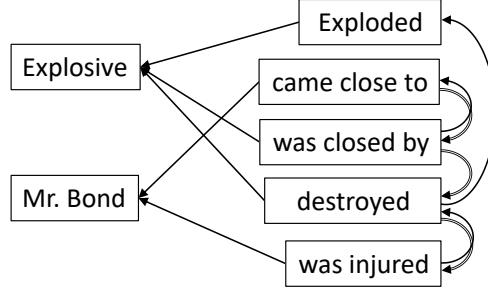 Exploded
Explosive
came close to
was closed by
Mr. Bond
destroyed
was injured